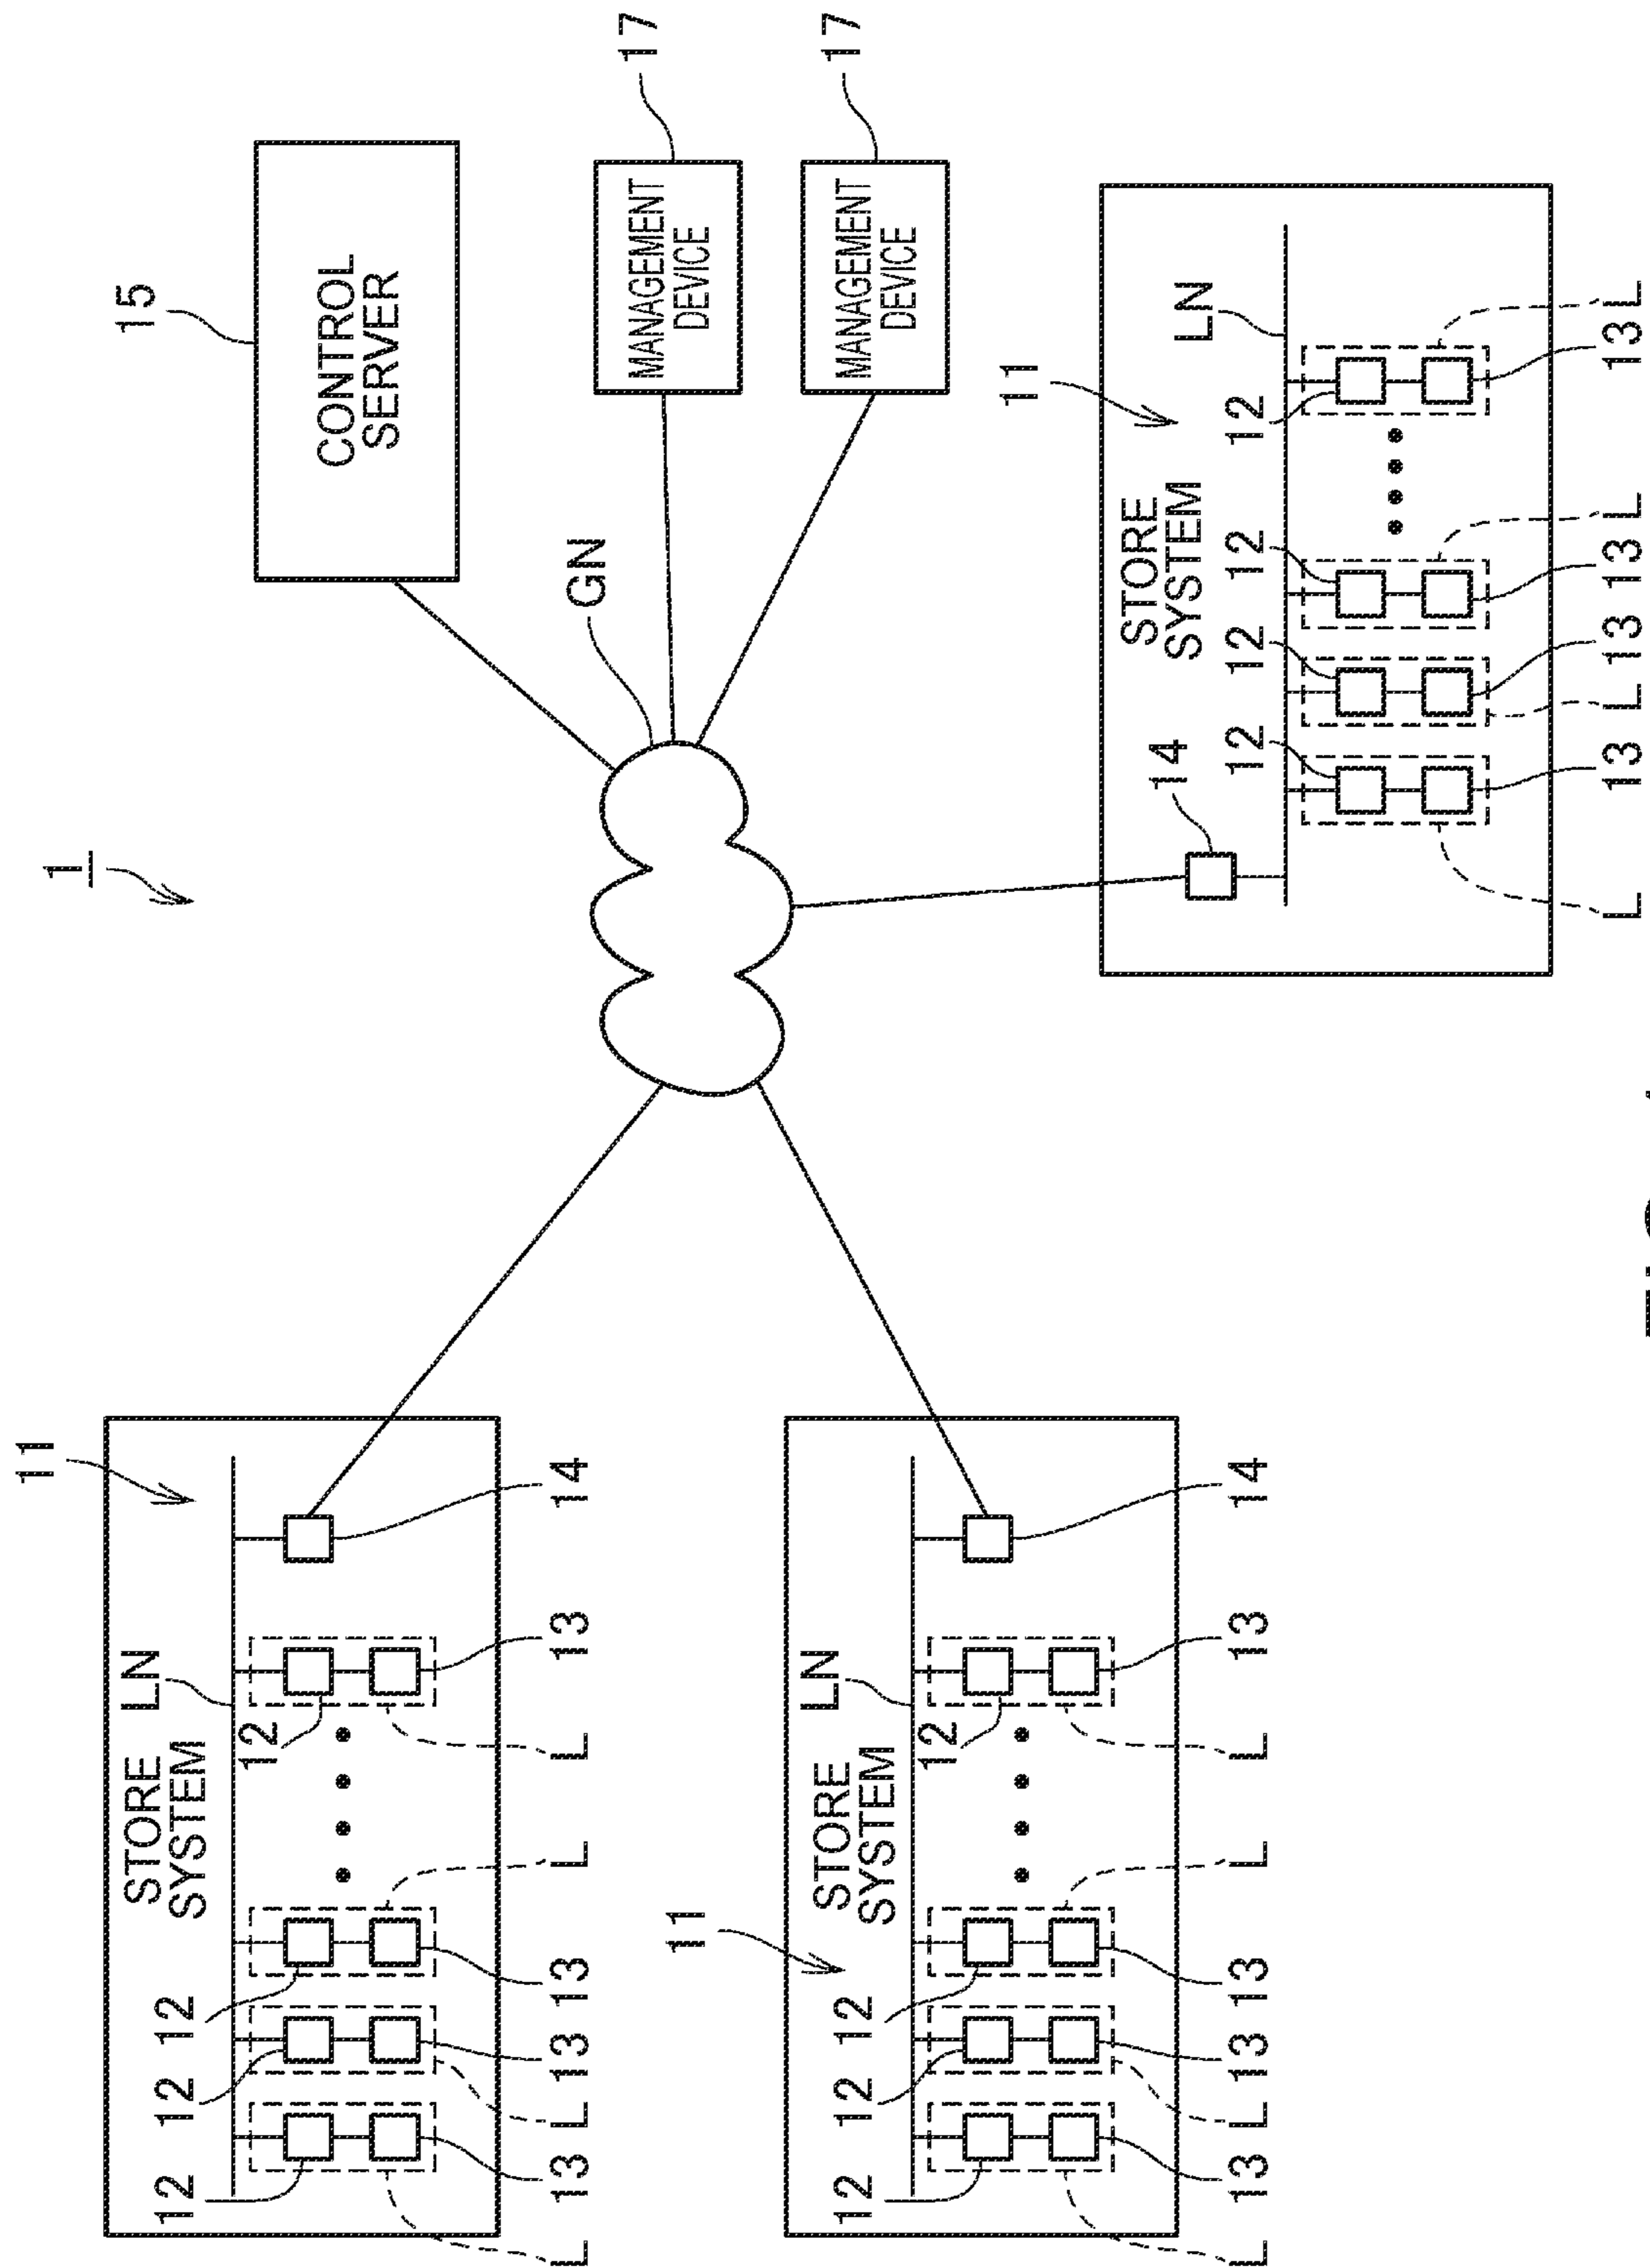 1
11
STORE
SYSTEM
LN
12 12 12 12
L 13 L 13 13 L L 13 14
15
CONTROL
SERVER
GN
17
MANAGEMENT
DEVICE
17
MANAGEMENT
DEVICE
11
STORE
SYSTEM
LN
12 12 12 12
L 13 L 13 13 L L 13 14
11
STORE
SYSTEM
LN
14 12 12 12 12
L 13 L 13 13 L 13 L